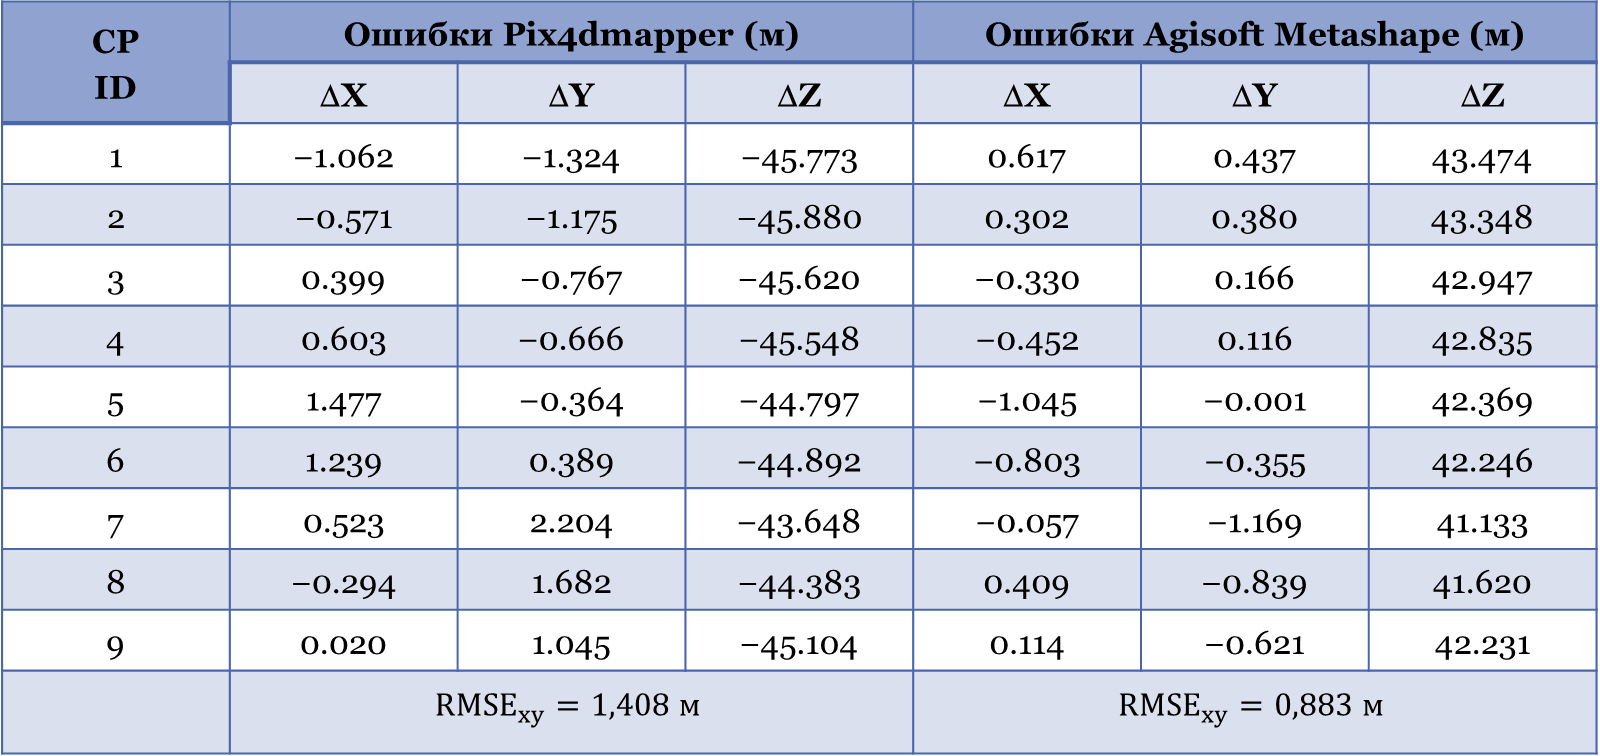 CP ID Ошибки Pix4dmapper (м) Ошибки Agisoft Metashape (м)
ΔX ΔY ΔZ ΔX ΔY ΔZ
1 −1.062 −1.324 −45.773 0.617 0.437 43.474
2 −0.571 −1.175 −45.880 0.302 0.380 43.348
3 0.399 −0.767 −45.620 −0.330 0.166 42.947
4 0.603 −0.666 −45.548 −0.452 0.116 42.835
5 1.477 −0.364 −44.797 −1.045 −0.001 42.369
6 1.239 0.389 −44.892 −0.803 −0.355 42.246
7 0.523 2.204 −43.648 −0.057 −1.169 41.133
8 −0.294 1.682 −44.383 0.409 −0.839 41.620
9 0.020 1.045 −45.104 0.114 −0.621 42.231
RMSExy = 1,408 м RMSExy = 0,883 м